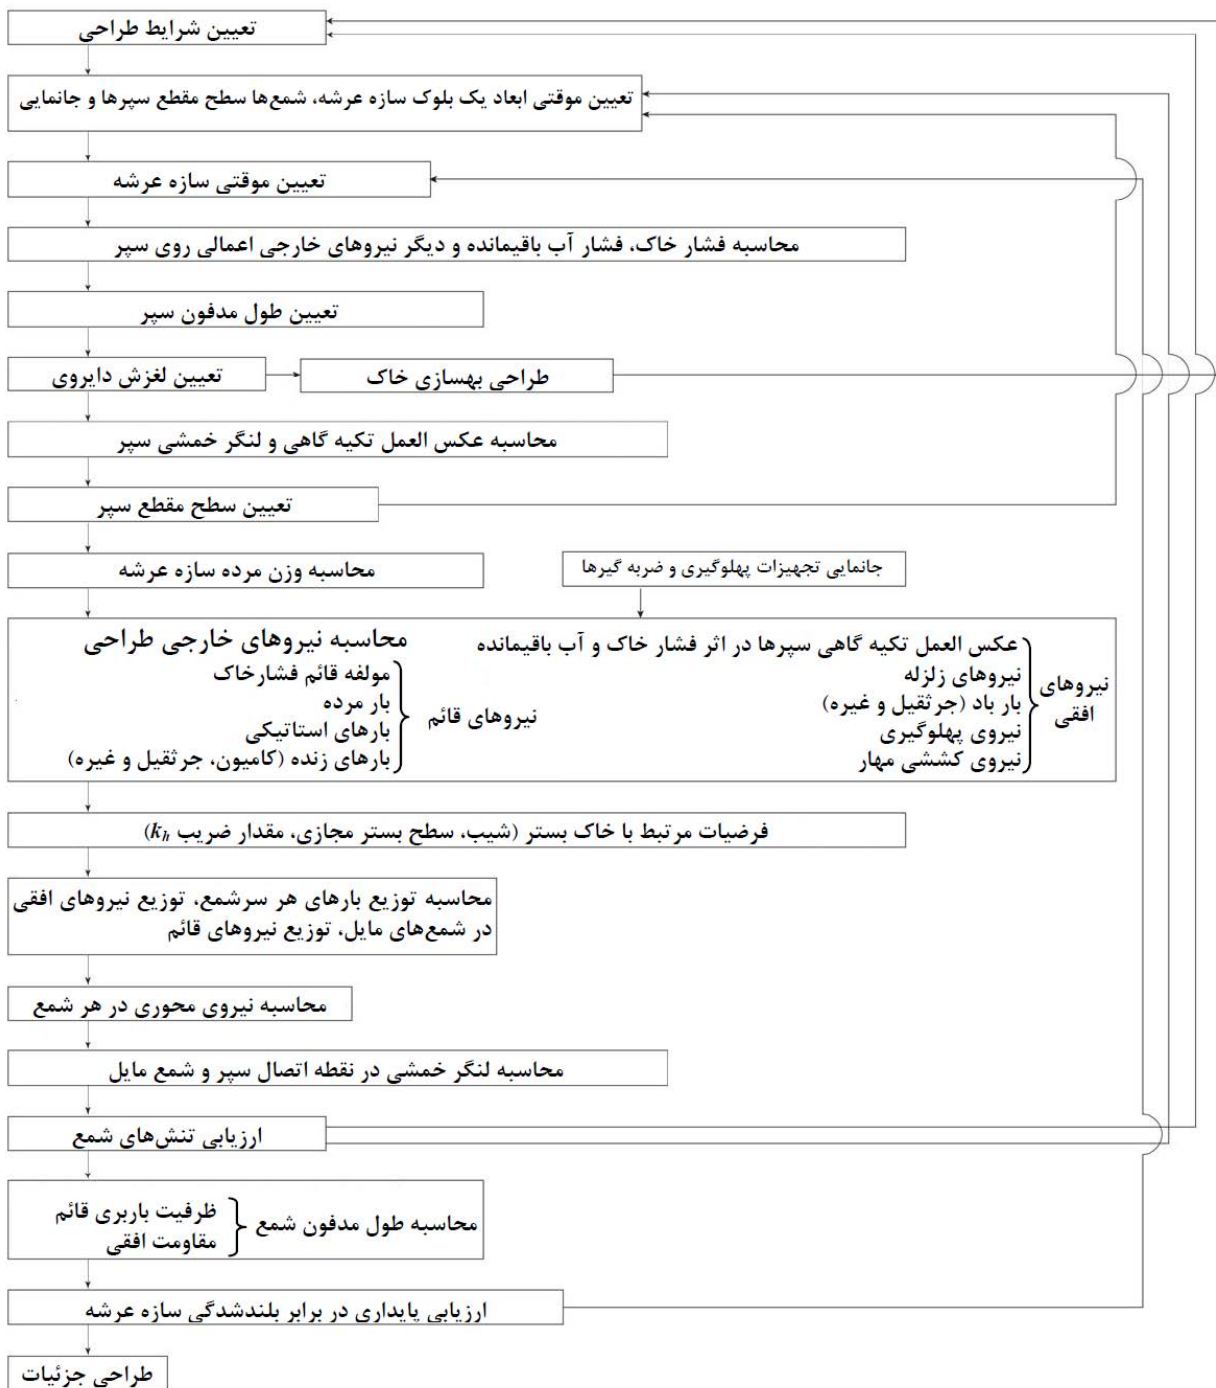 تعیین شرایط طراحی
تعیین موقتی ابعاد یک بلوک سازه عرشه، شمع‌ها سطح مقطع سپرها و جانمایی
تعیین موقتی سازه عرشه
محاسبه فشار خاک، فشار آب باقیمانده و دیگر نیروهای خارجی اعمالی روی سپر
تعیین طول مدفون سپر
تعیین لغزش دایروی
طراحی بهسازی خاک
محاسبه عکس العمل تکیه گاهی و لنگر خمشی سپر
تعیین سطح مقطع سپر
محاسبه وزن مرده سازه عرشه
جانمایی تجهیزات پهلوگیری و ضربه گیرها
نیروهای افقی
عکس العمل تکیه گاهی سپرها در اثر فشار خاک و آب باقیمانده
نیروهای زلزله
بار باد (جرثقیل و غیره)
نیروی پهلوگیری
نیروی کششی مهار
محاسبه نیروهای خارجی طراحی
نیروهای قائم
مولفه قائم فشارخاک
بار مرده
بارهای استاتیکی
بارهای زنده (کامیون، جرثقیل و غیره)
فرضیات مرتبط با خاک بستر (شیب، سطح بستر مجازی، مقدار ضریب kh)
محاسبه توزیع بارهای هر سرشمع، توزیع نیروهای افقی
در شمع‌های مایل، توزیع نیروهای قائم
محاسبه نیروی محوری در هر شمع
محاسبه لنگر خمشی در نقطه اتصال سپر و شمع مایل
ارزیابی تنش‌های شمع
محاسبه طول مدفون شمع
ظرفیت باربری قائم
مقاومت افقی
ارزیابی پایداری در برابر بلندشدگی سازه عرشه
طراحی جزئیات